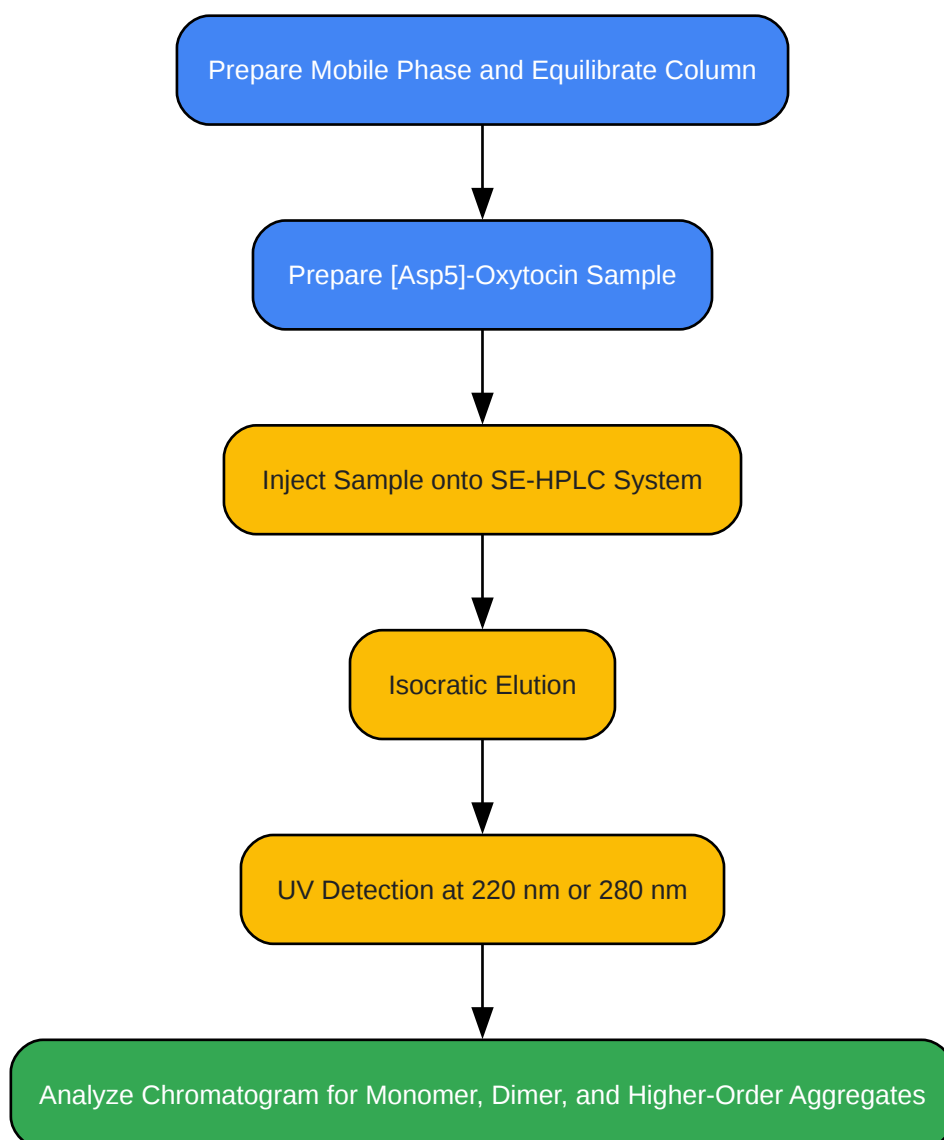 Prepare Mobile Phase and Equilibrate Column
Prepare [Asp5]-Oxytocin Sample
Inject Sample onto SE-HPLC System
Isocratic Elution
UV Detection at 220 nm or 280 nm
Analyze Chromatogram for Monomer, Dimer, and Higher-Order Aggregates